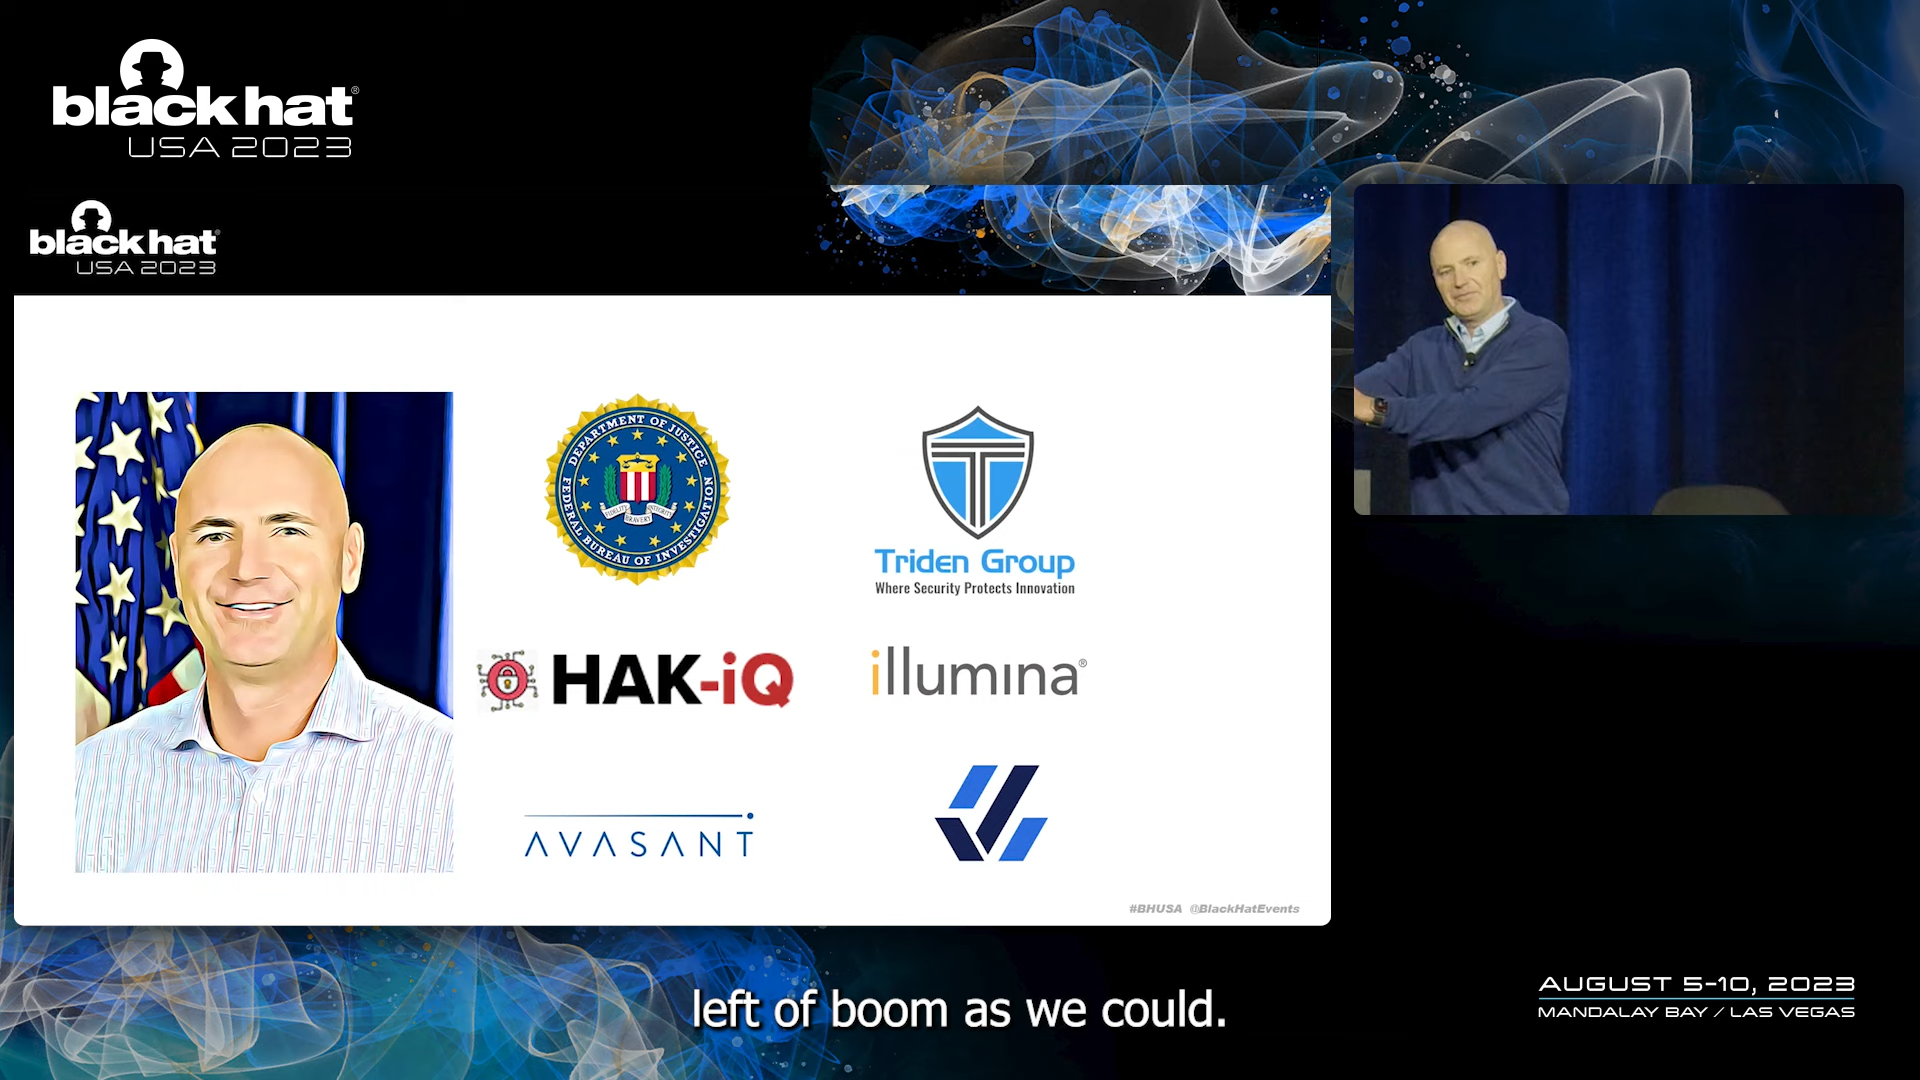 black hat®
USA 2023
black hat®
USA 2023
DEPARTMENT OF JUSTICE
FEDERAL BUREAU OF INVESTIGATION
FIDELITY BRAVERY INTEGRITY
Triden Group
Where Security Protects Innovation
HAK-iQ
illumina®
AVASANT
#BHUSA @BlackHatEvents
left of boom as we could.
AUGUST 5-10, 2023
MANDALAY BAY / LAS VEGAS